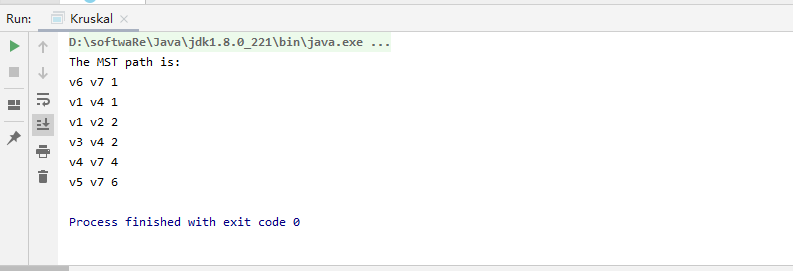 Run: Kruskal
D:\softwaRe\Java\jdk1.8.0_221\bin\java.exe ...
The MST path is:
v6 v7 1
v1 v4 1
v1 v2 2
v3 v4 2
v4 v7 4
v5 v7 6
Process finished with exit code 0